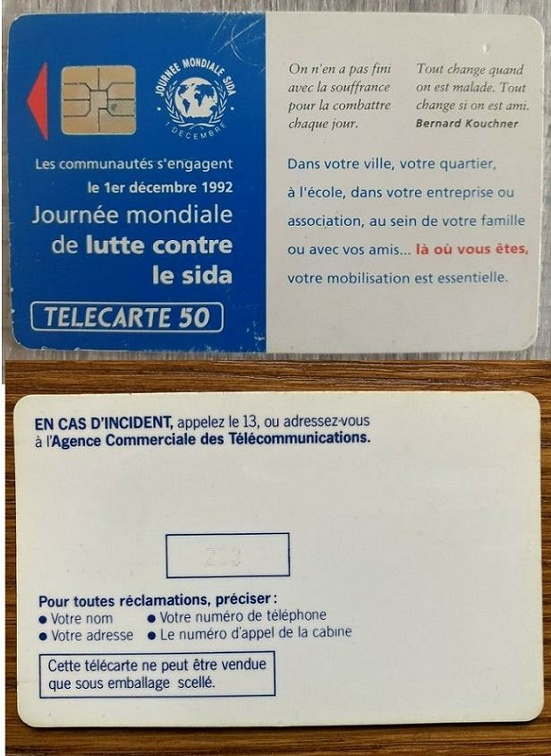 JOURNÉE MONDIALE SIDA
DÉCEMBRE
Les communautés s'engagent
le 1er décembre 1992
Journée mondiale
de lutte contre
le sida
TELECARTE 50
On n'en a pas fini
avec la souffrance
pour la combattre
chaque jour.
Tout change quand
on est malade. Tout
change si on est ami.
Bernard Kouchner
Dans votre ville, votre quartier,
à l'école, dans votre entreprise ou
association, au sein de votre famille
ou avec vos amis... là où vous êtes,
votre mobilisation est essentielle.
EN CAS D'INCIDENT, appelez le 13, ou adressez-vous
à l'Agence Commerciale des Télécommunications.
Pour toutes réclamations, préciser :
● Votre nom ● Votre numéro de téléphone
● Votre adresse ● Le numéro d'appel de la cabine
Cette télécarte ne peut être vendue
que sous emballage scellé.